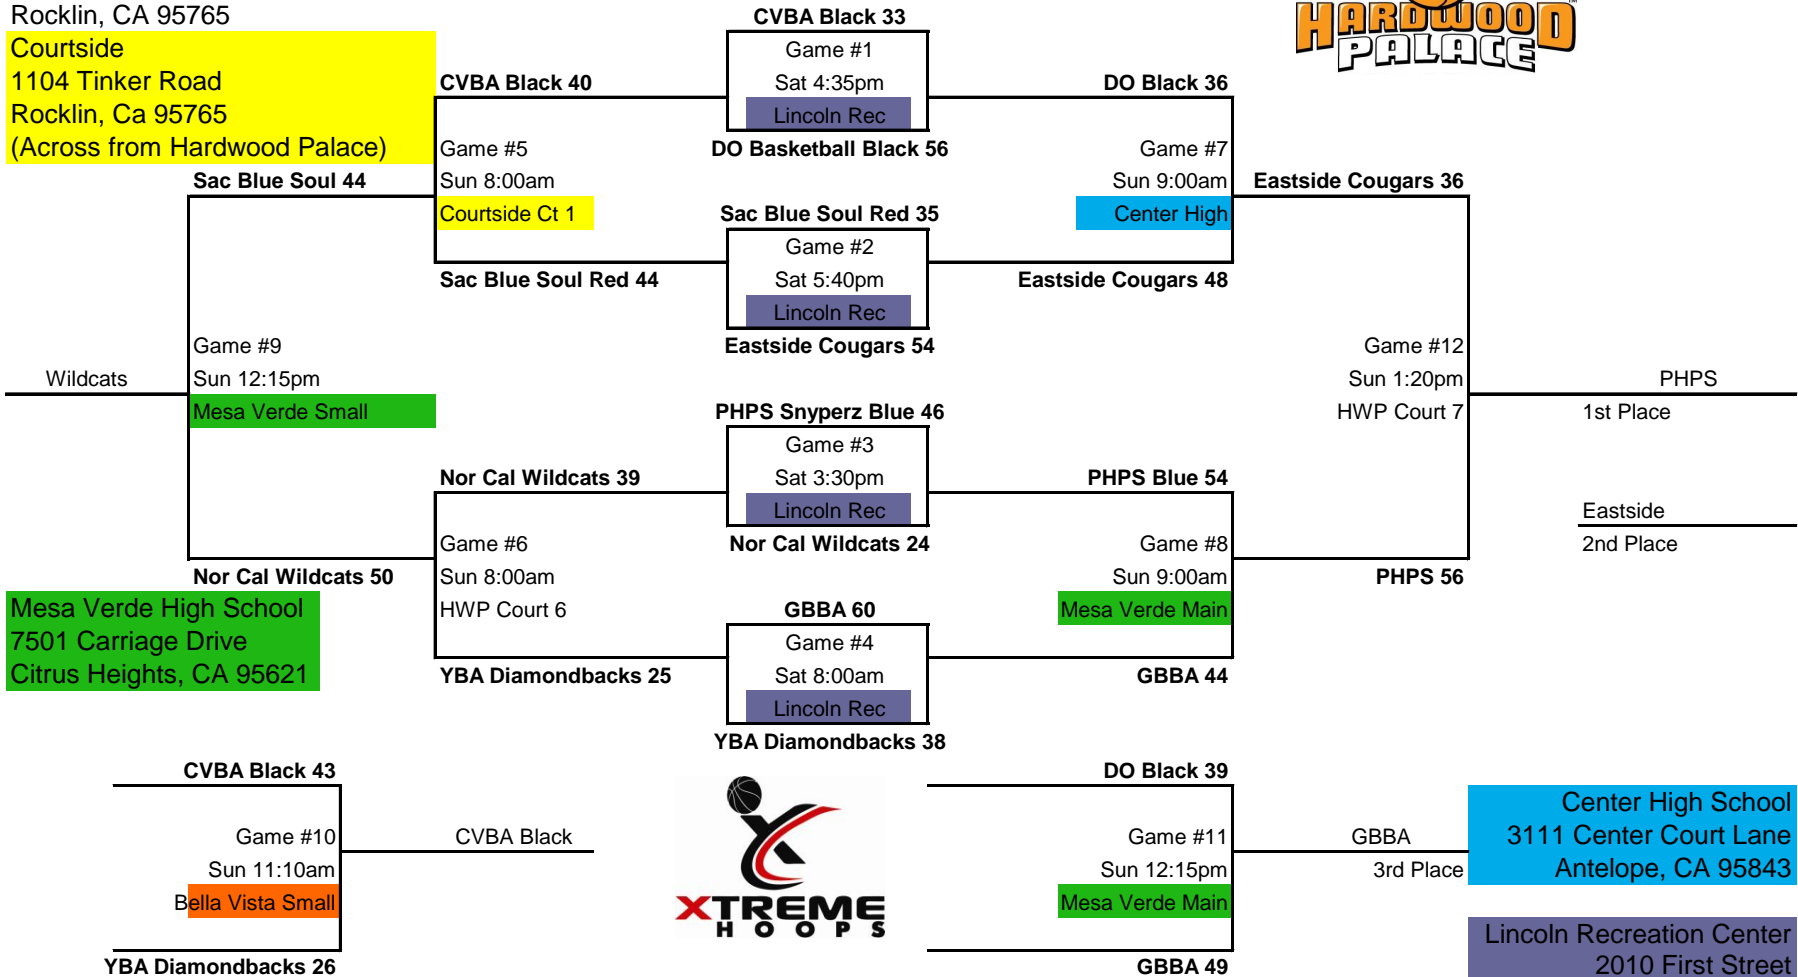 Rocklin, CA 95765
Courtside
1104 Tinker Road
Rocklin, Ca 95765
(Across from Hardwood Palace)
HARDWOOD
PALACE
TM
CVBA Black 33
Game #1
Sat 4:35pm
Lincoln Rec
DO Basketball Black 56
CVBA Black 40
Game #5
Sun 8:00am
Courtside Ct 1
Sac Blue Soul Red 44
DO Black 36
Game #7
Sun 9:00am
Center High
Eastside Cougars 48
Sac Blue Soul 44
Eastside Cougars 36
Sac Blue Soul Red 35
Game #2
Sat 5:40pm
Lincoln Rec
Eastside Cougars 54
Game #9
Sun 12:15pm
Mesa Verde Small
Wildcats
Game #12
Sun 1:20pm
HWP Court 7
PHPS
1st Place
Eastside
2nd Place
PHPS Snyperz Blue 46
Game #3
Sat 3:30pm
Lincoln Rec
Nor Cal Wildcats 24
Nor Cal Wildcats 39
Game #6
Sun 8:00am
HWP Court 6
YBA Diamondbacks 25
PHPS Blue 54
Game #8
Sun 9:00am
Mesa Verde Main
GBBA 44
Nor Cal Wildcats 50
PHPS 56
Mesa Verde High School
7501 Carriage Drive
Citrus Heights, CA 95621
GBBA 60
Game #4
Sat 8:00am
Lincoln Rec
YBA Diamondbacks 38
CVBA Black 43
Game #10
Sun 11:10am
Bella Vista Small
YBA Diamondbacks 26
CVBA Black
XTREME
HOOPS
DO Black 39
Game #11
Sun 12:15pm
Mesa Verde Main
GBBA 49
GBBA
3rd Place
Center High School
3111 Center Court Lane
Antelope, CA 95843
Lincoln Recreation Center
2010 First Street